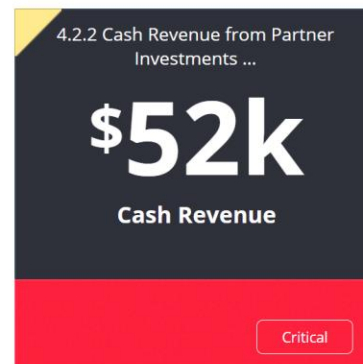 4.2.2 Cash Revenue from Partner
Investments ...
$52k
Cash Revenue
Critical